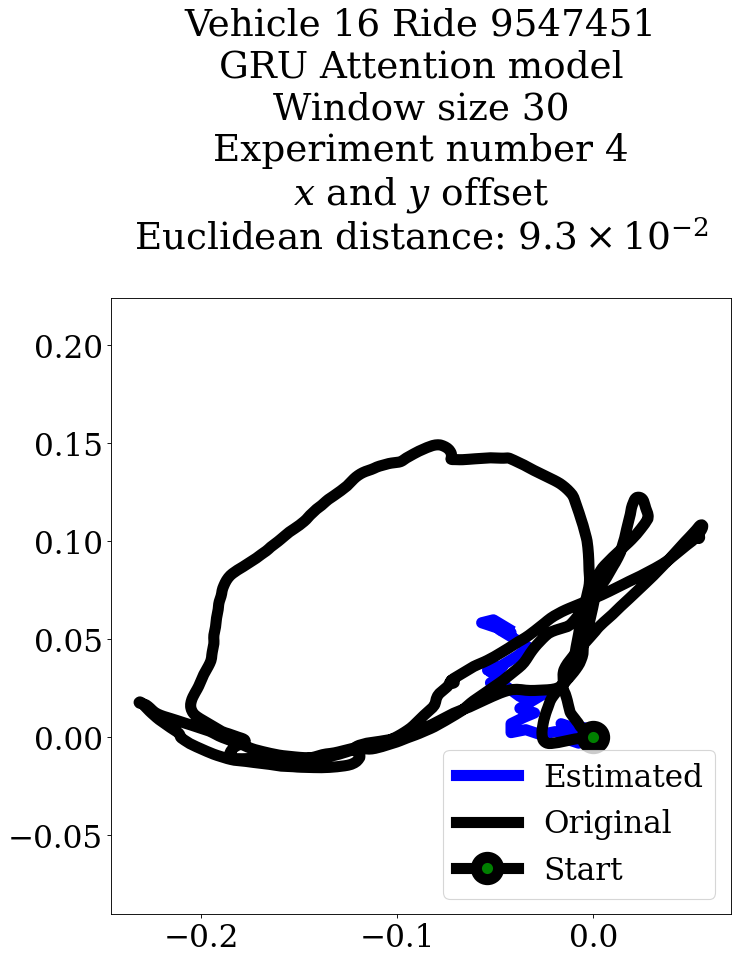 Vehicle 16 Ride 9547451
GRU Attention model
Window size 30
Experiment number 4
x and y offset
Euclidean distance: 9.3 × 10⁻²
0.20
0.15
0.10
0.05
0.00
−0.05
Estimated
Original
Start
−0.2 −0.1 0.0